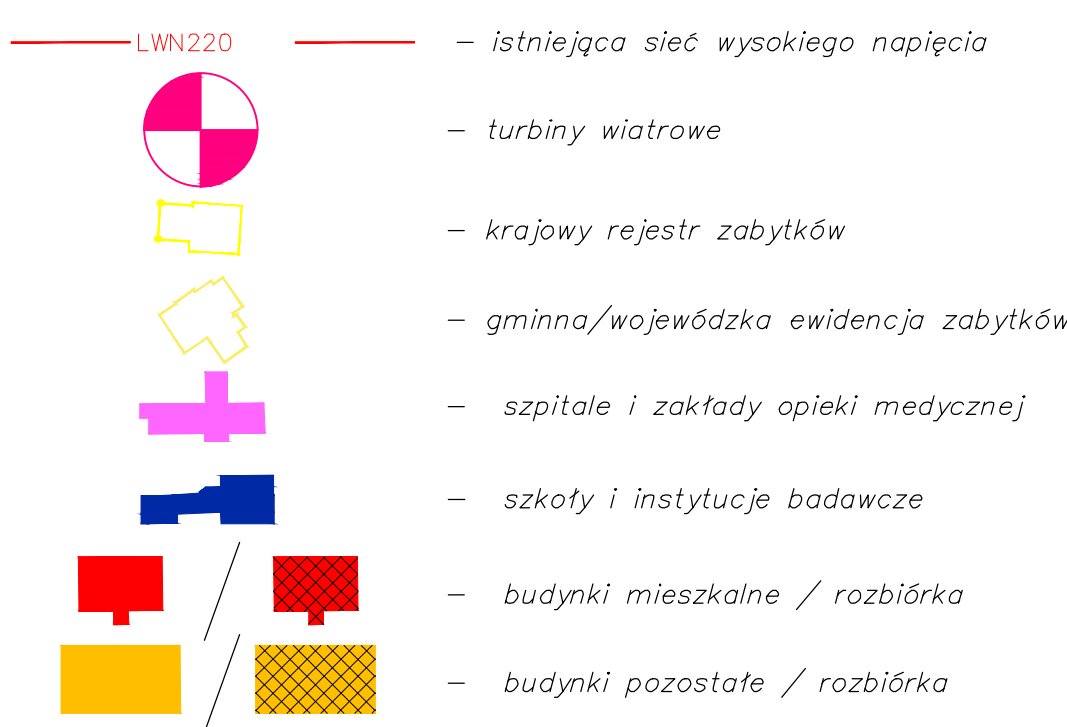 LWN220 – istniejąca sieć wysokiego napięcia
– turbiny wiatrowe
– krajowy rejestr zabytków
– gminna/wojewódzka ewidencja zabytków
– szpitale i zakłady opieki medycznej
– szkoły i instytucje badawcze
– budynki mieszkalne / rozbiórka
– budynki pozostałe / rozbiórka